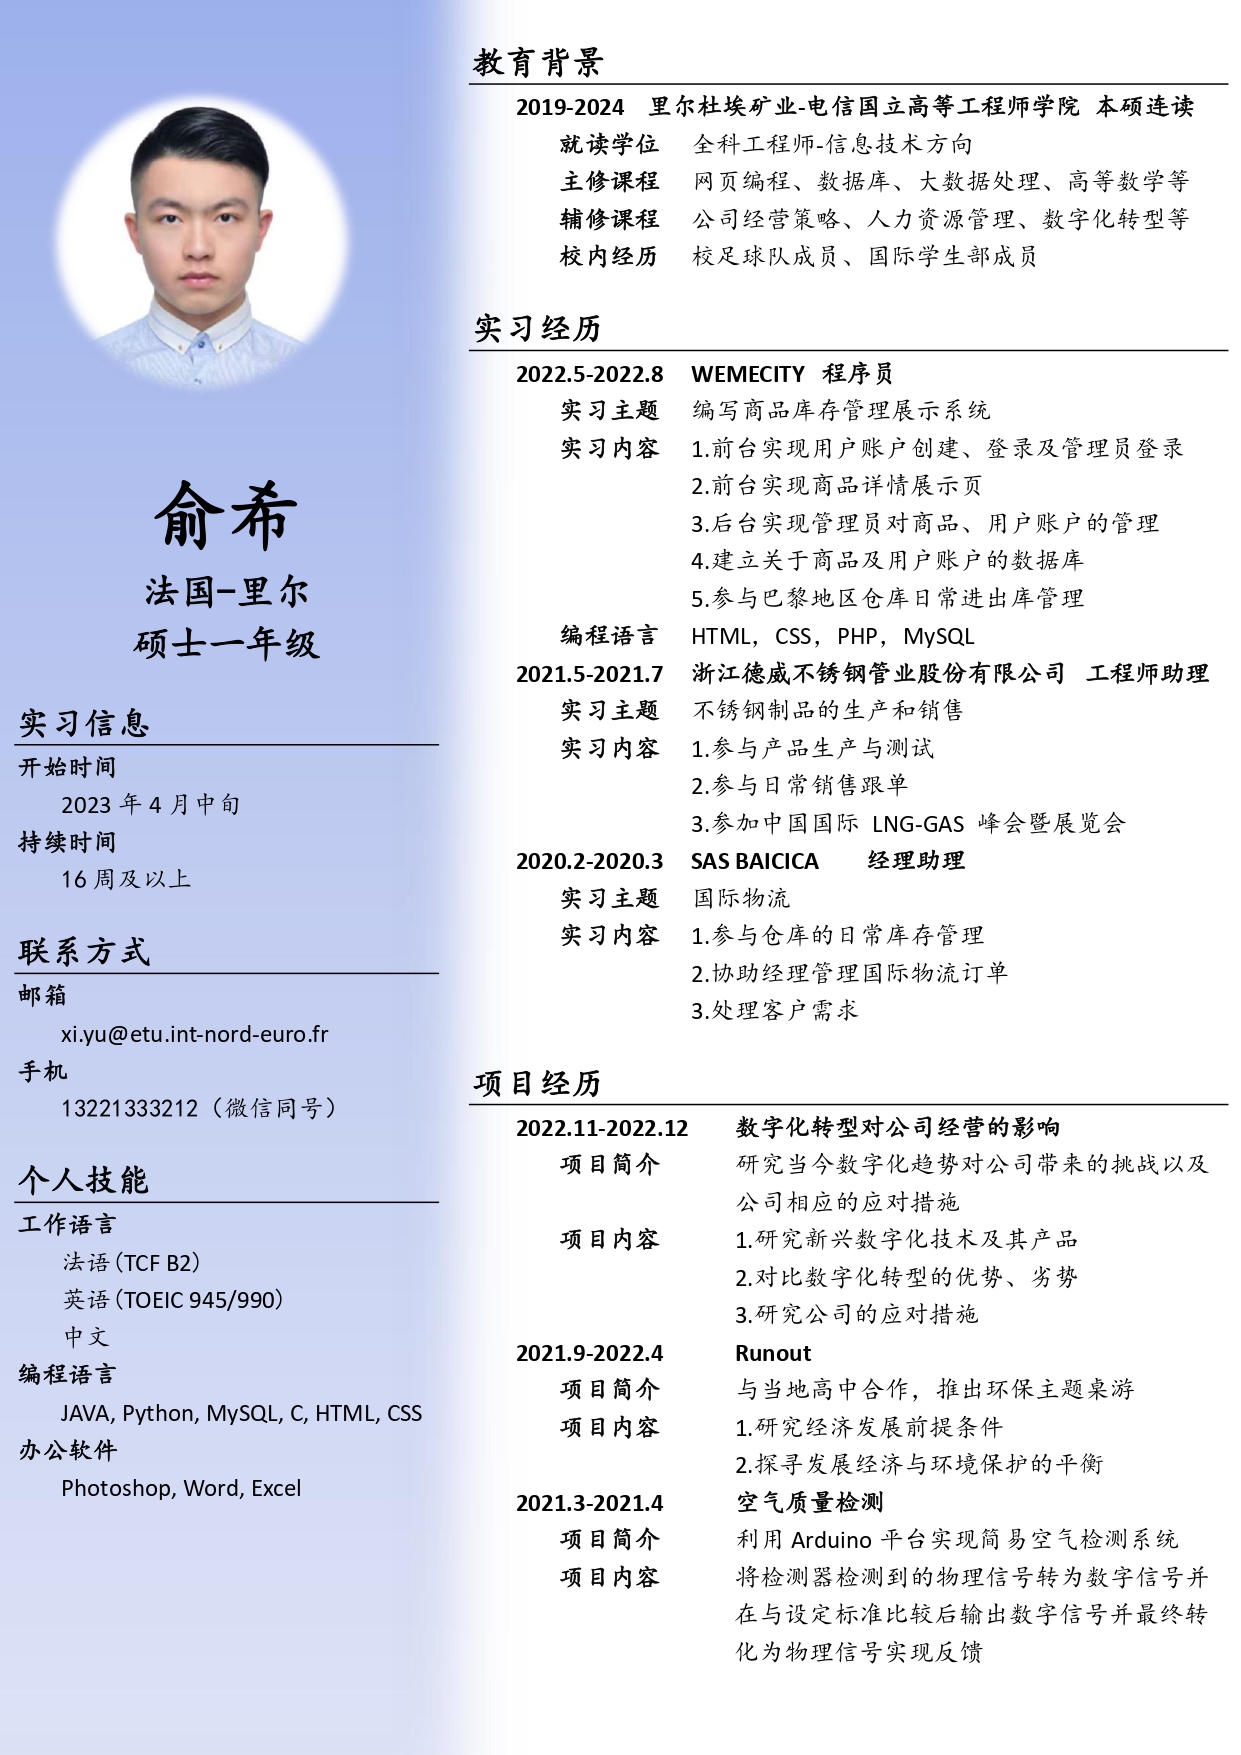 俞希
法国-里尔
硕士一年级
实习信息
开始时间
2023 年 4 月中旬
持续时间
16 周及以上
联系方式
邮箱
xi.yu@etu.int-nord-euro.fr
手机
13221333212（微信同号）
个人技能
工作语言
法语(TCF B2)
英语(TOEIC 945/990)
中文
编程语言
JAVA, Python, MySQL, C, HTML, CSS
办公软件
Photoshop, Word, Excel
教育背景
2019-2024 里尔杜埃矿业-电信国立高等工程师学院 本硕连读
就读学位 全科工程师-信息技术方向
主修课程 网页编程、数据库、大数据处理、高等数学等
辅修课程 公司经营策略、人力资源管理、数字化转型等
校内经历 校足球队成员、国际学生部成员
实习经历
2022.5-2022.8 WEMECITY 程序员
实习主题 编写商品库存管理展示系统
实习内容 1.前台实现用户账户创建、登录及管理员登录
2.前台实现商品详情展示页
3.后台实现管理员对商品、用户账户的管理
4.建立关于商品及用户账户的数据库
5.参与巴黎地区仓库日常进出库管理
编程语言 HTML，CSS，PHP，MySQL
2021.5-2021.7 浙江德威不锈钢管业股份有限公司 工程师助理
实习主题 不锈钢制品的生产和销售
实习内容 1.参与产品生产与测试
2.参与日常销售跟单
3.参加中国国际 LNG-GAS 峰会暨展览会
2020.2-2020.3 SAS BAICICA 经理助理
实习主题 国际物流
实习内容 1.参与仓库的日常库存管理
2.协助经理管理国际物流订单
3.处理客户需求
项目经历
2022.11-2022.12 数字化转型对公司经营的影响
项目简介 研究当今数字化趋势对公司带来的挑战以及
公司相应的应对措施
项目内容 1.研究新兴数字化技术及其产品
2.对比数字化转型的优势、劣势
3.研究公司的应对措施
2021.9-2022.4 Runout
项目简介 与当地高中合作，推出环保主题桌游
项目内容 1.研究经济发展前提条件
2.探寻发展经济与环境保护的平衡
2021.3-2021.4 空气质量检测
项目简介 利用 Arduino 平台实现简易空气检测系统
项目内容 将检测器检测到的物理信号转为数字信号并
在与设定标准比较后输出数字信号并最终转
化为物理信号实现反馈